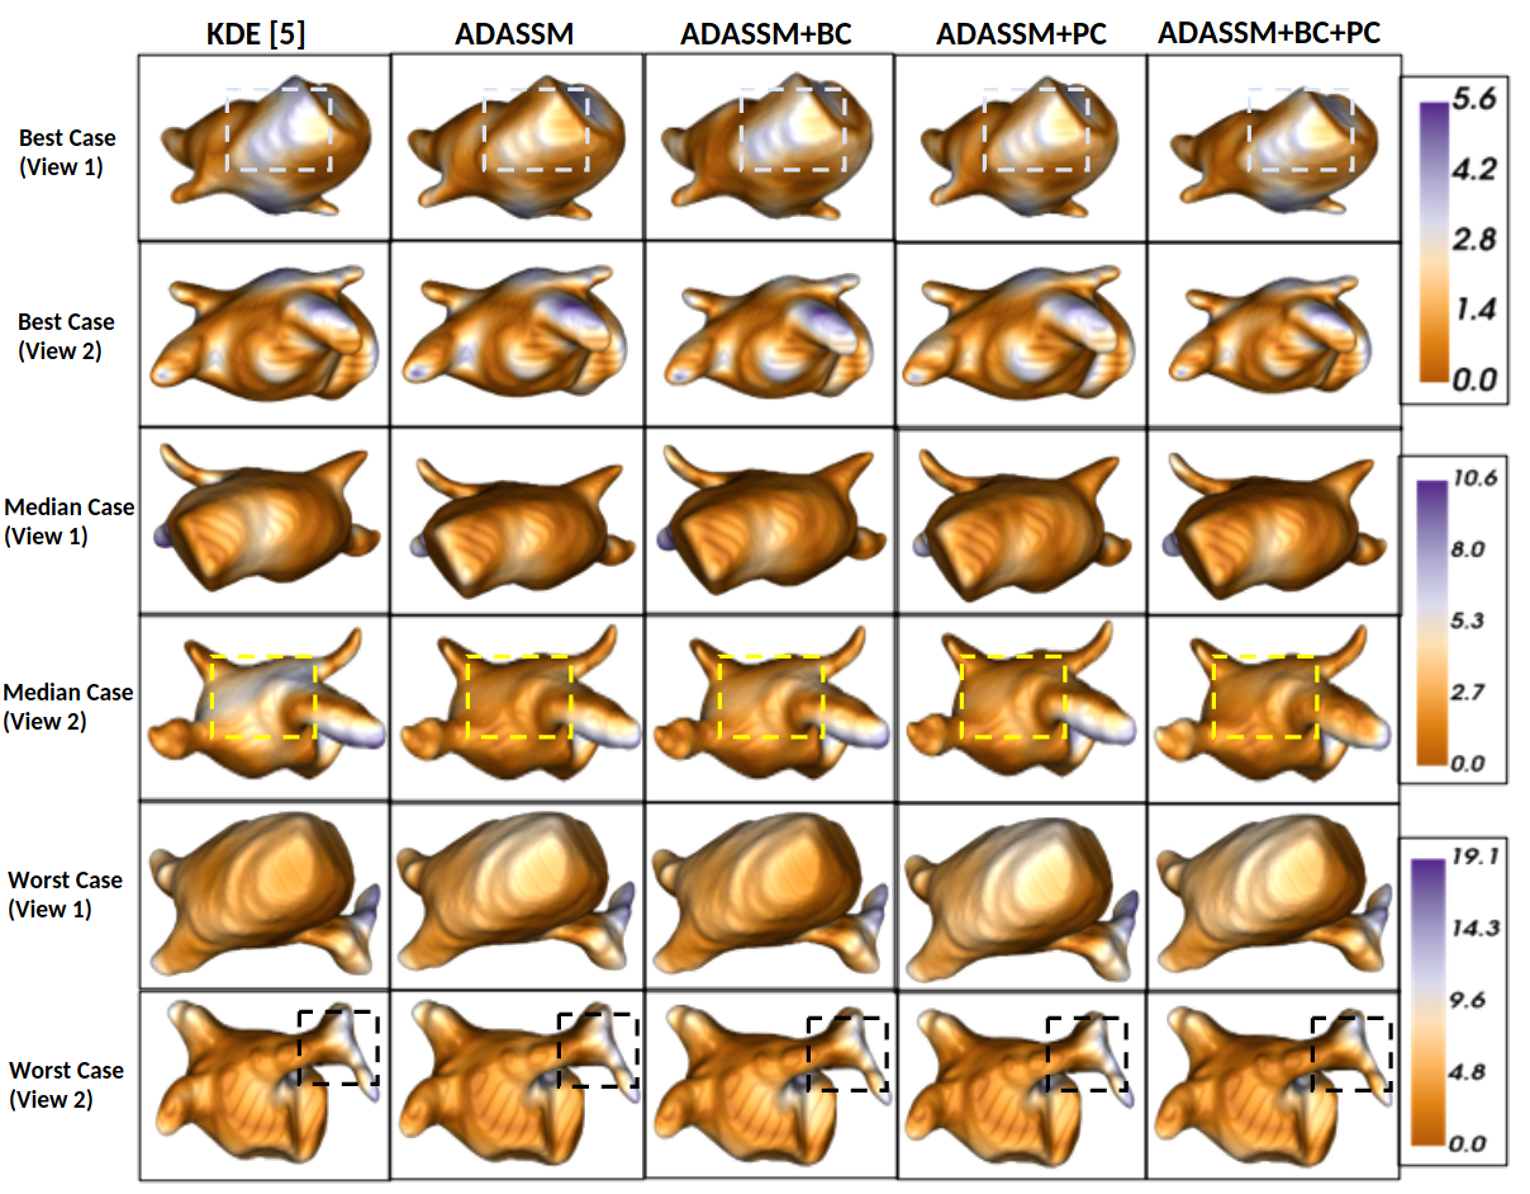 KDE [5] ADASSM ADASSM+BC ADASSM+PC ADASSM+BC+PC
Best Case
(View 1)
5.6
4.2
2.8
1.4
0.0
Best Case
(View 2)
Median Case
(View 1)
10.6
8.0
5.3
2.7
0.0
Median Case
(View 2)
Worst Case
(View 1)
19.1
14.3
9.6
4.8
0.0
Worst Case
(View 2)